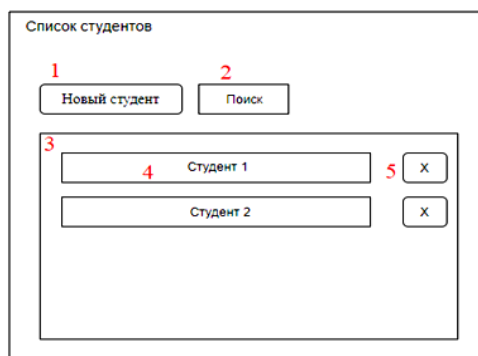 Список студентов
1 2
Новый студент Поиск
3
4 Студент 1 5 X
Студент 2 X